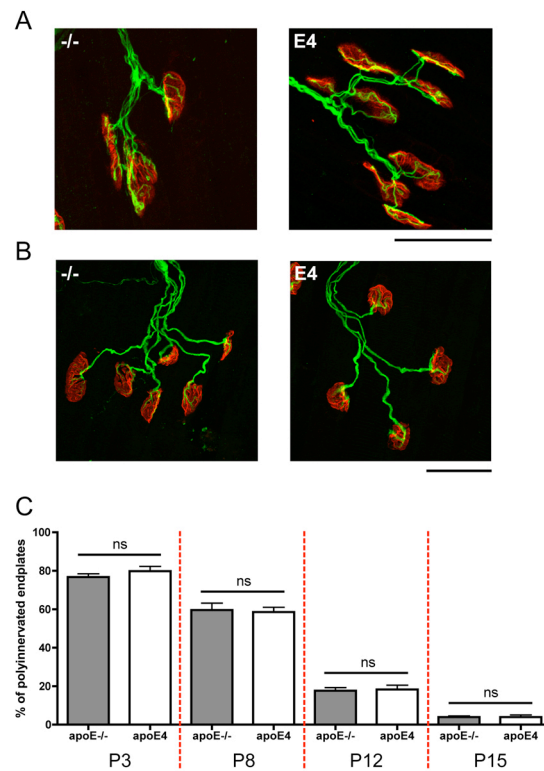 A
-/-
E4
B
-/-
E4
C
% of polyinnervated endplates
100
80
60
40
20
0
ns
ns
ns
ns
apoE-/- apoE4 apoE-/- apoE4 apoE-/- apoE4 apoE-/- apoE4
P3 P8 P12 P15